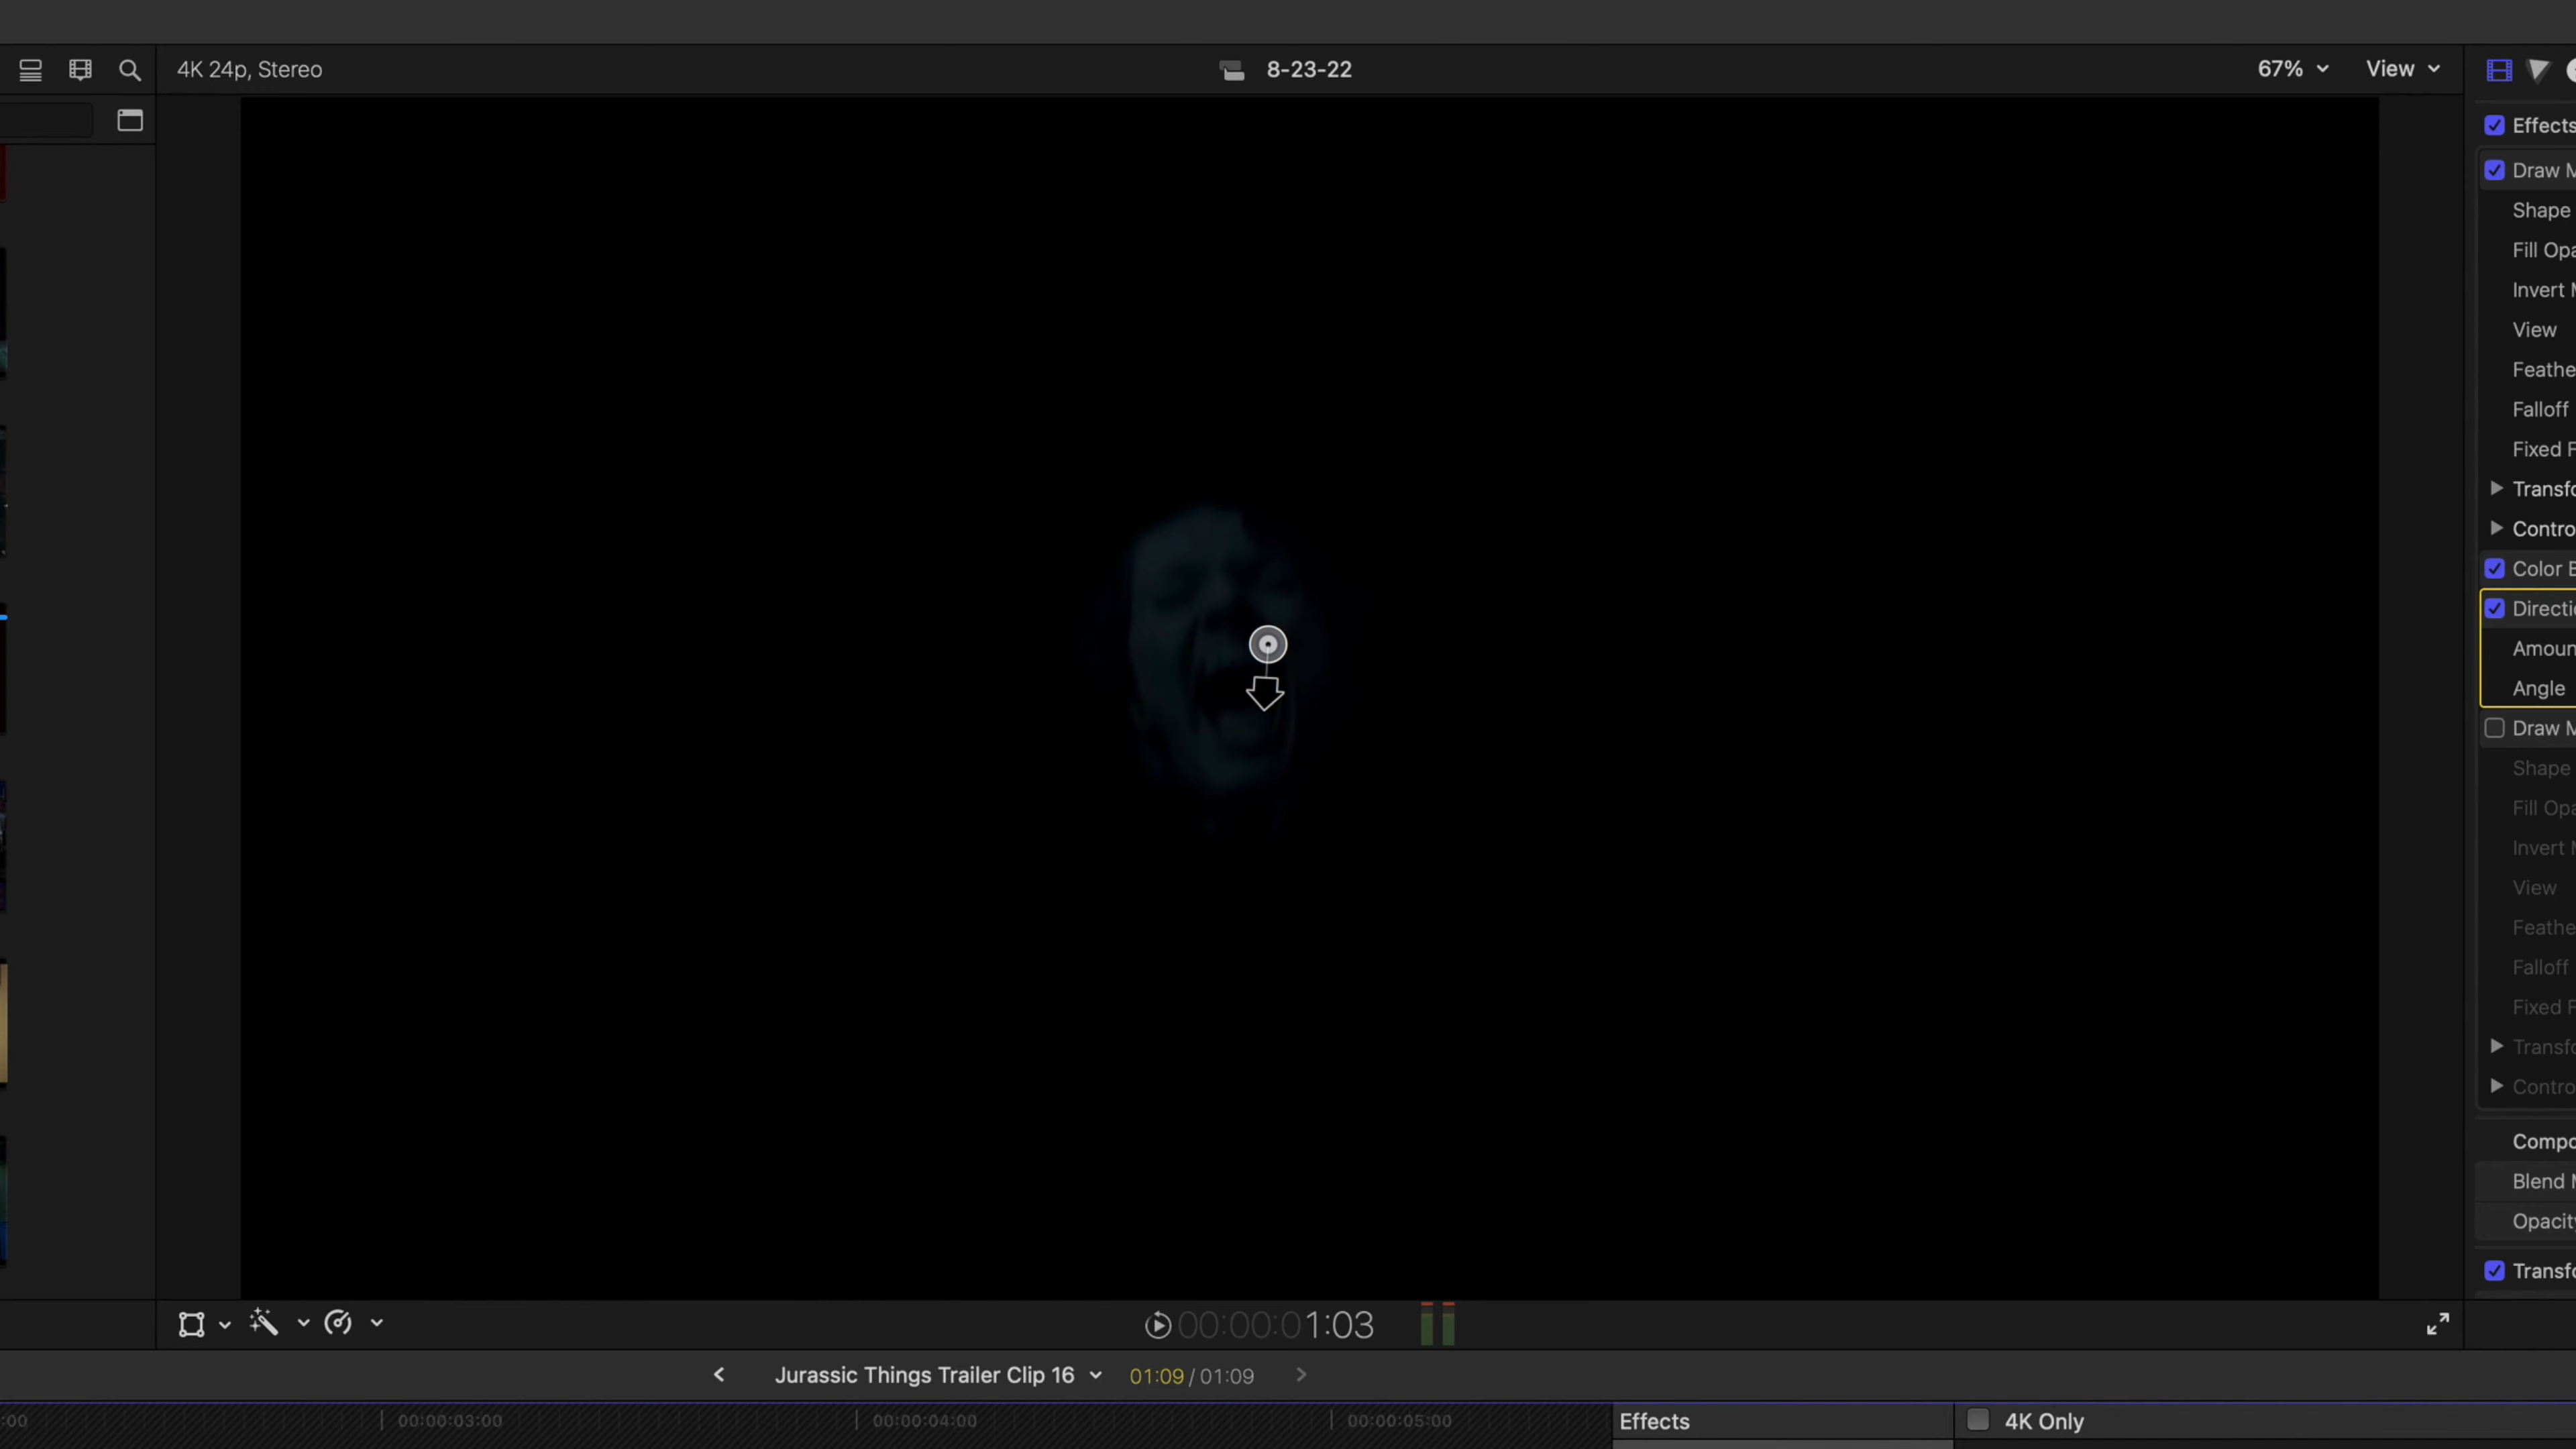 4K 24p, Stereo
8-23-22
67%
View
Effects
Draw M
Shape
Fill Opa
Invert M
View
Feathe
Falloff
Fixed F
Transfo
Contro
Color B
Directio
Amoun
Angle
Draw M
Shape
Fill Opa
Invert M
View
Feathe
Falloff
Fixed F
Transfo
Contro
Compo
Blend M
Opacity
Transfo
00:00:01:03
Jurassic Things Trailer Clip 16
01:09 / 01:09
:00
00:00:03:00
00:00:04:00
00:00:05:00
Effects
4K Only